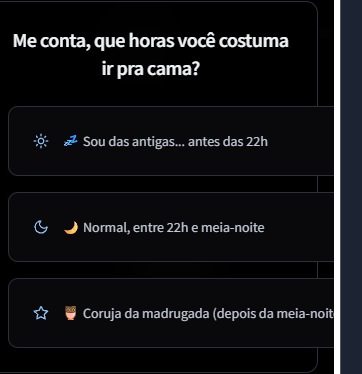 Me conta, que horas você costuma
ir pra cama?
💤 Sou das antigas... antes das 22h
🌙 Normal, entre 22h e meia-noite
🦉 Coruja da madrugada (depois da meia-noit